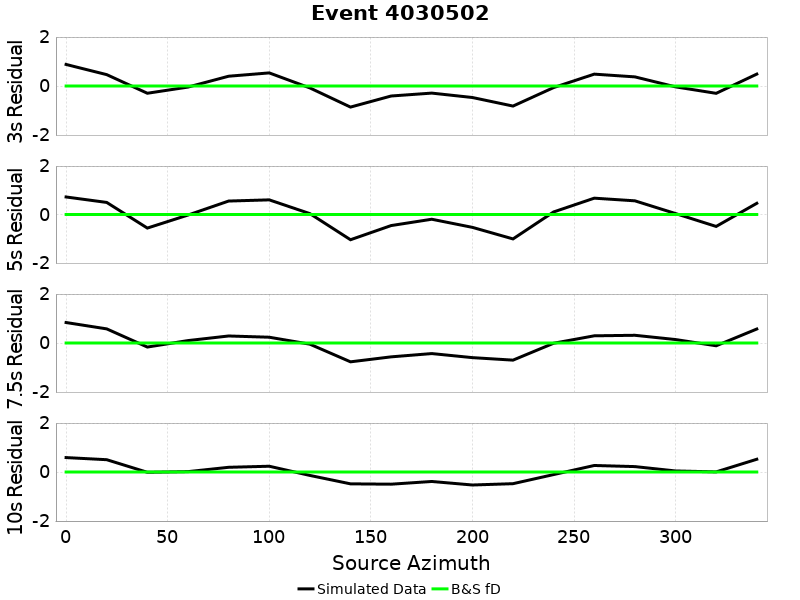 Event 4030502
3s Residual
2
0
-2
5s Residual
2
0
-2
7.5s Residual
2
0
-2
10s Residual
2
0
-2
0 50 100 150 200 250 300
Source Azimuth
Simulated Data B&S fD